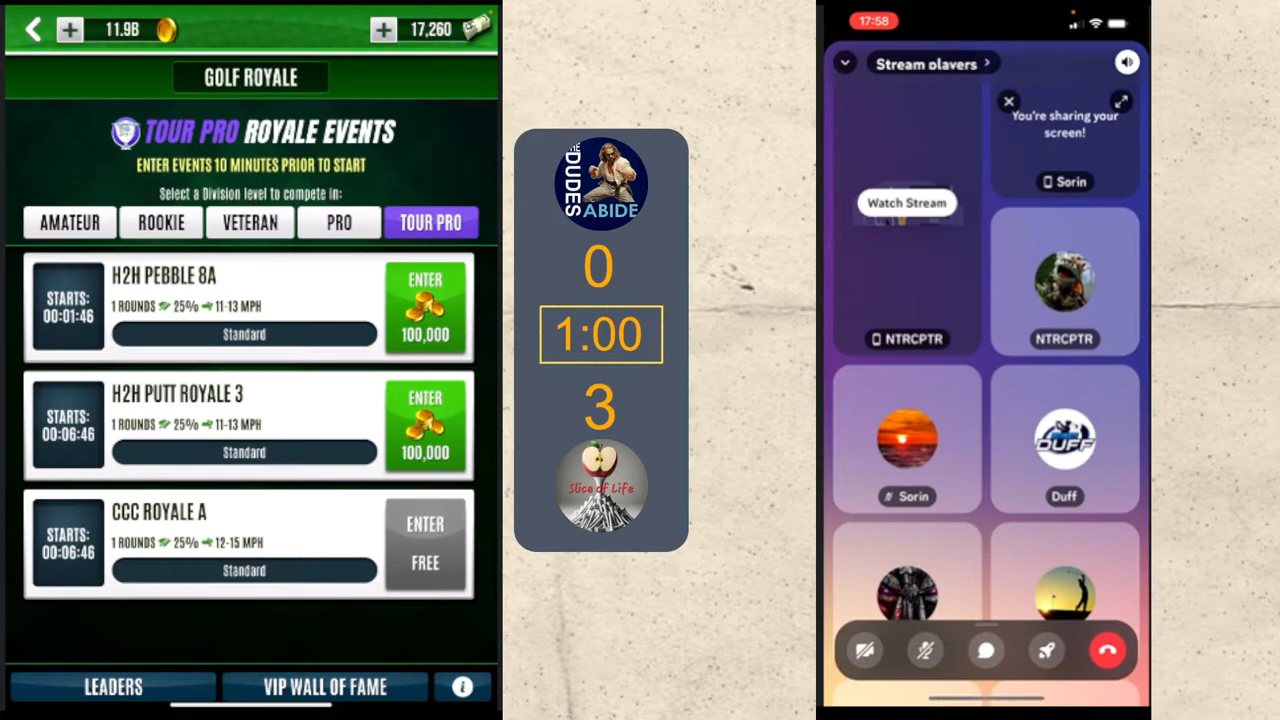 11.9B
17,260
GOLF ROYALE
TOUR PRO ROYALE EVENTS
ENTER EVENTS 10 MINUTES PRIOR TO START
Select a Division level to compete in:
AMATEUR
ROOKIE
VETERAN
PRO
TOUR PRO
STARTS:
00:01:46
H2H PEBBLE 8A
1 ROUNDS 25% 11-13 MPH
Standard
ENTER
100,000
STARTS:
00:06:46
H2H PUTT ROYALE 3
1 ROUNDS 25% 11-13 MPH
Standard
ENTER
100,000
STARTS:
00:06:46
CCC ROYALE A
1 ROUNDS 25% 12-15 MPH
Standard
ENTER
FREE
LEADERS
VIP WALL OF FAME
i
THE
DUDES
ABIDE
0
1:00
3
Slice of Life
17:58
Stream players >
You're sharing your
screen!
Sorin
Watch Stream
NTRCPTR
NTRCPTR
DUFF
Sorin
Duff